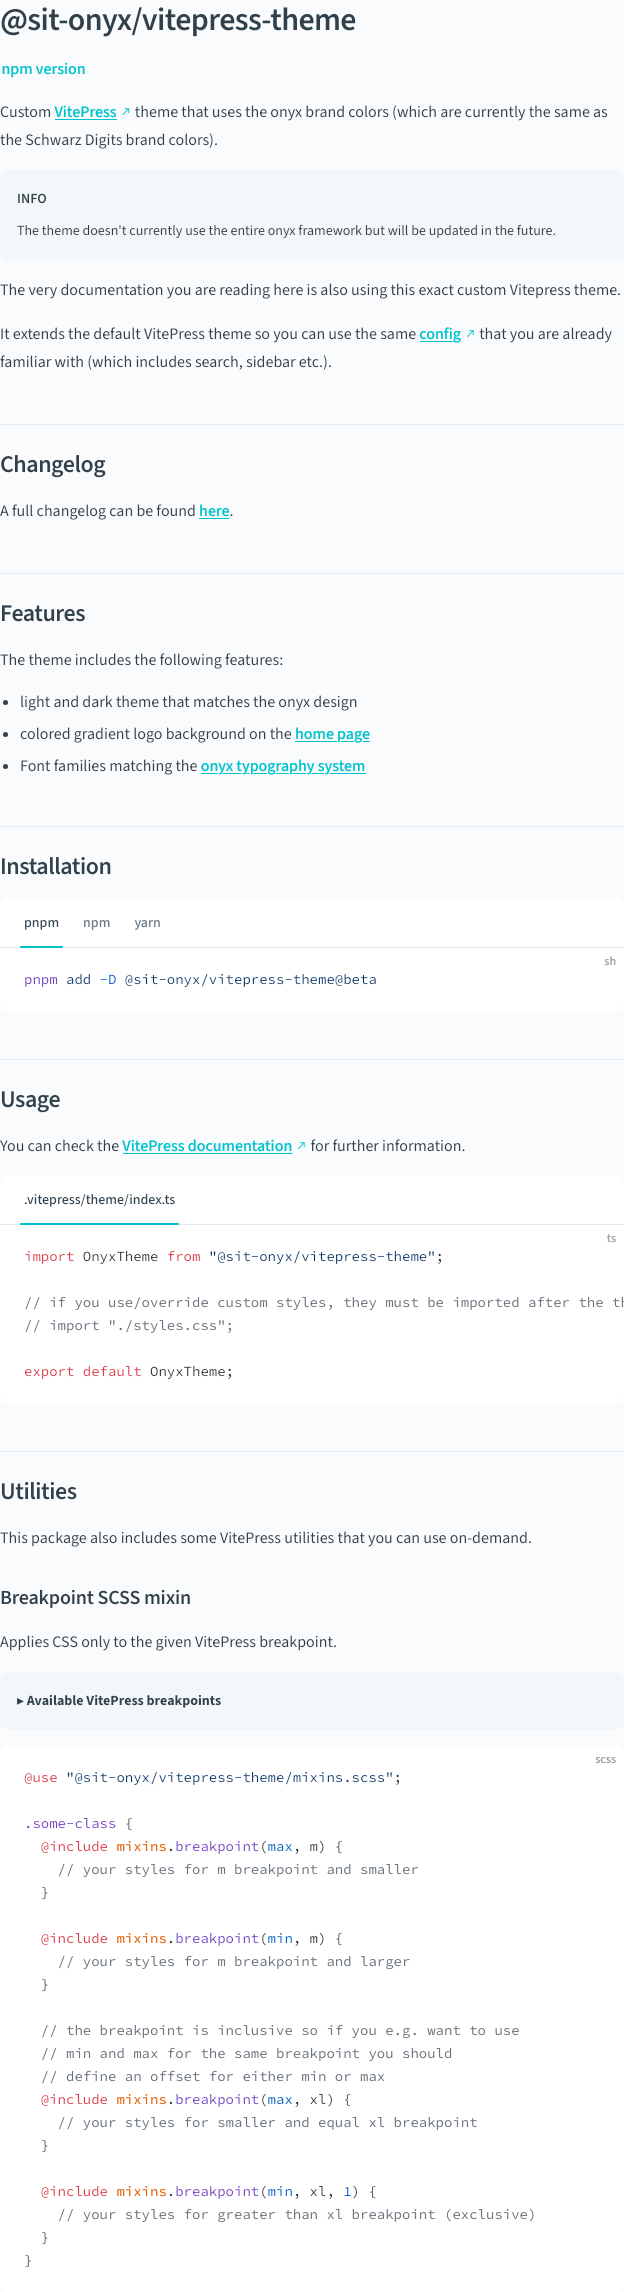 @sit-onyx/vitepress-theme
npm version
Custom VitePress ↗ theme that uses the onyx brand colors (which are currently the same as
the Schwarz Digits brand colors).
INFO
The theme doesn't currently use the entire onyx framework but will be updated in the future.
The very documentation you are reading here is also using this exact custom Vitepress theme.
It extends the default VitePress theme so you can use the same config ↗ that you are already
familiar with (which includes search, sidebar etc.).
Changelog
A full changelog can be found here.
Features
The theme includes the following features:
• light and dark theme that matches the onyx design
• colored gradient logo background on the home page
• Font families matching the onyx typography system
Installation
pnpm npm yarn
sh
pnpm add -D @sit-onyx/vitepress-theme@beta
Usage
You can check the VitePress documentation ↗ for further information.
.vitepress/theme/index.ts
ts
import OnyxTheme from "@sit-onyx/vitepress-theme";
// if you use/override custom styles, they must be imported after the
// import "./styles.css";
export default OnyxTheme;
Utilities
This package also includes some VitePress utilities that you can use on-demand.
Breakpoint SCSS mixin
Applies CSS only to the given VitePress breakpoint.
▸ Available VitePress breakpoints
scss
@use "@sit-onyx/vitepress-theme/mixins.scss";
.some-class {
  @include mixins.breakpoint(max, m) {
    // your styles for m breakpoint and smaller
  }
  @include mixins.breakpoint(min, m) {
    // your styles for m breakpoint and larger
  }
  // the breakpoint is inclusive so if you e.g. want to use
  // min and max for the same breakpoint you should
  // define an offset for either min or max
  @include mixins.breakpoint(max, xl) {
    // your styles for smaller and equal xl breakpoint
  }
  @include mixins.breakpoint(min, xl, 1) {
    // your styles for greater than xl breakpoint (exclusive)
  }
}